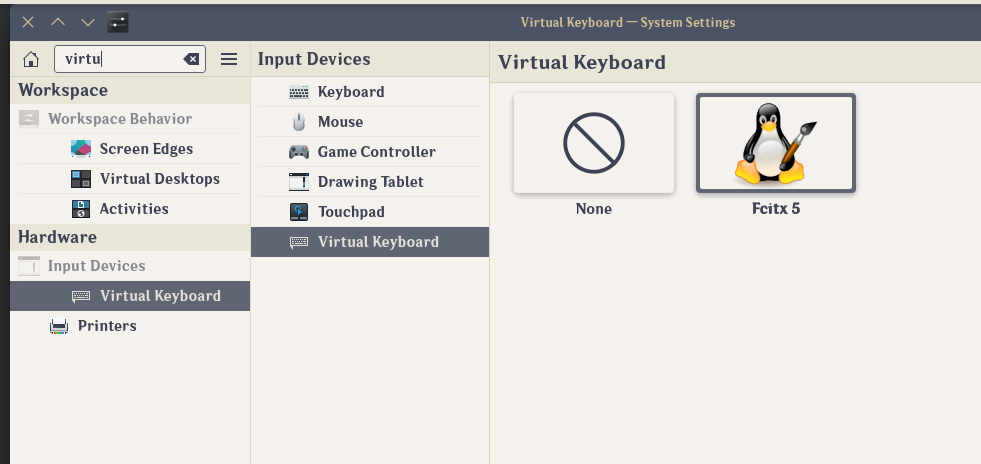 Virtual Keyboard — System Settings
virtu
Workspace
Workspace Behavior
Screen Edges
Virtual Desktops
Activities
Hardware
Input Devices
Virtual Keyboard
Printers
Input Devices
Keyboard
Mouse
Game Controller
Drawing Tablet
Touchpad
Virtual Keyboard
Virtual Keyboard
None
Fcitx 5